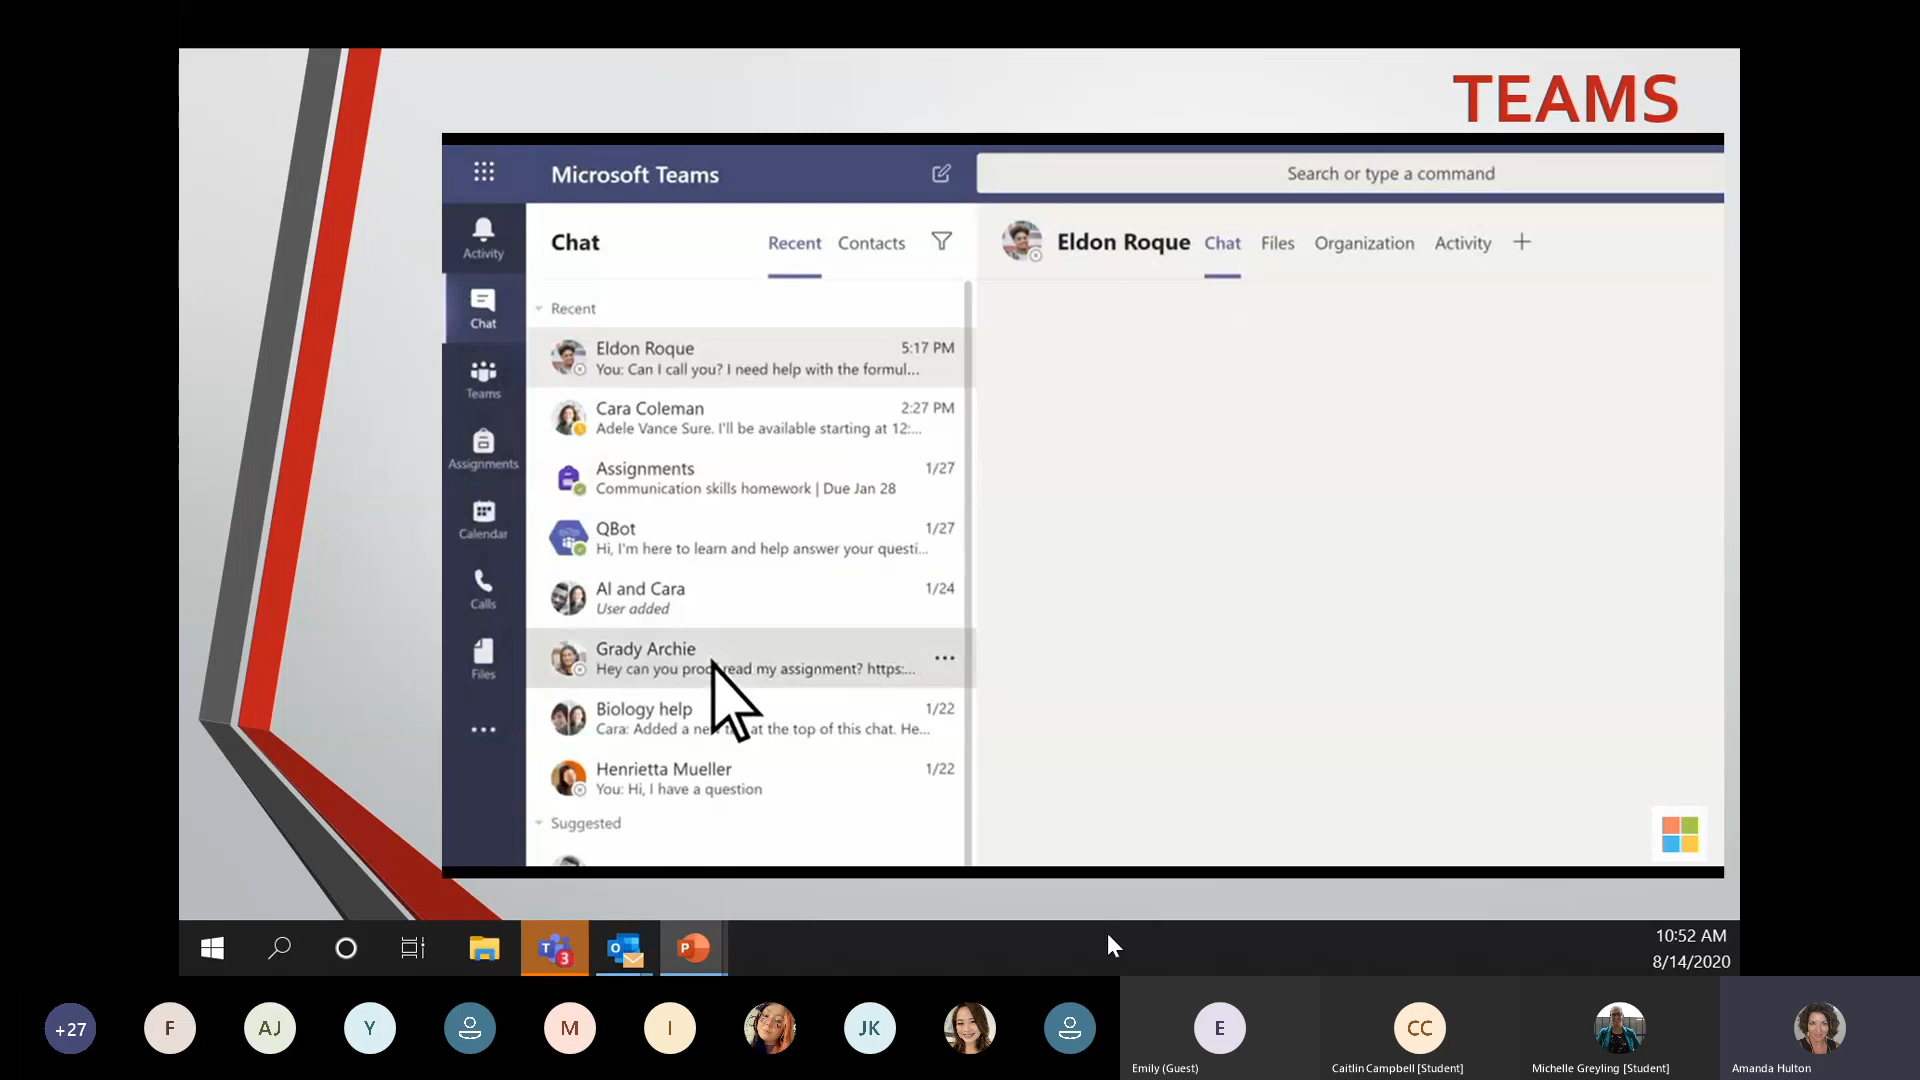 TEAMS
Microsoft Teams
Search or type a command
Activity
Chat
Teams
Assignments
Calendar
Calls
Files
Chat
Recent
Contacts
Recent
Eldon Roque
5:17 PM
You: Can I call you? I need help with the formul...
Cara Coleman
2:27 PM
Adele Vance Sure. I'll be available starting at 12:...
Assignments
1/27
Communication skills homework | Due Jan 28
QBot
1/27
Hi, I'm here to learn and help answer your questi...
Al and Cara
1/24
User added
Grady Archie
Hey can you proof read my assignment? https:...
Biology help
1/22
Cara: Added a new tab at the top of this chat. He...
Henrietta Mueller
1/22
You: Hi, I have a question
Suggested
Eldon Roque
Chat
Files
Organization
Activity
3
10:52 AM
8/14/2020
+27
F
AJ
Y
M
I
JK
E
CC
Emily (Guest)
Caitlin Campbell [Student]
Michelle Greyling [Student]
Amanda Hulton